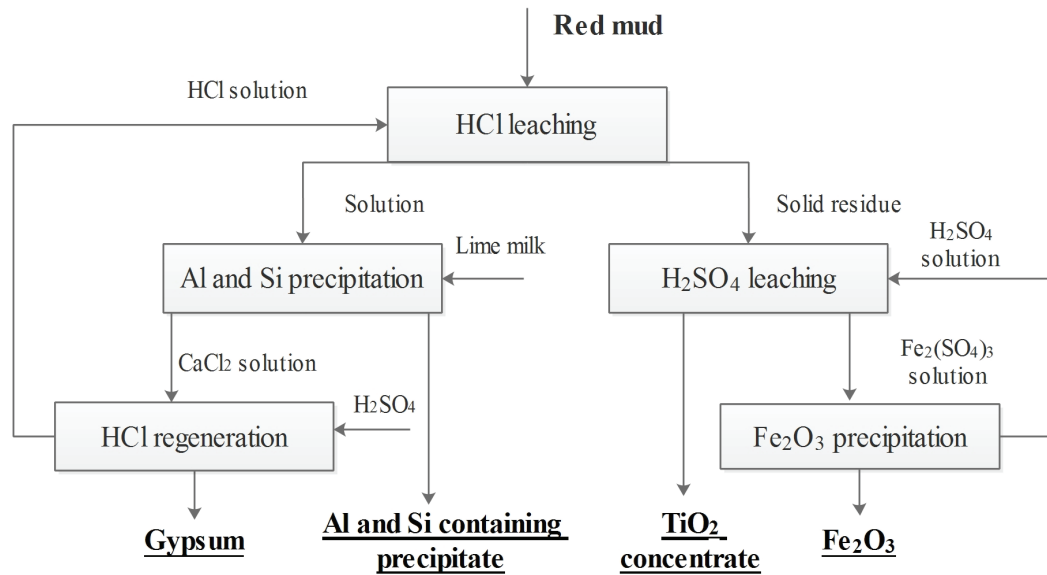 Red mud
HCl solution
HCl leaching
Solution
Solid residue
Lime milk
H₂SO₄
solution
Al and Si precipitation
H₂SO₄ leaching
CaCl₂ solution
Fe₂(SO₄)₃
solution
H₂SO₄
HCl regeneration
Fe₂O₃ precipitation
Gypsum
Al and Si containing
precipitate
TiO₂
concentrate
Fe₂O₃